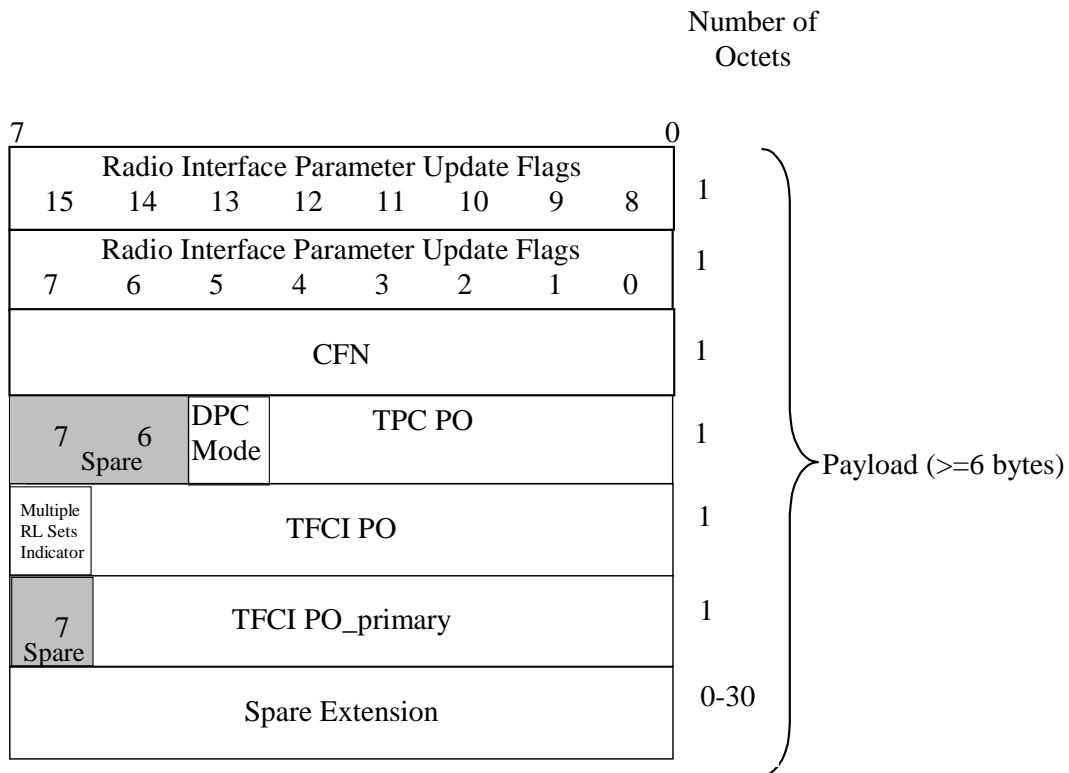 Number of
Octets
7 0
Radio Interface Parameter Update Flags
15 14 13 12 11 10 9 8
1
Radio Interface Parameter Update Flags
7 6 5 4 3 2 1 0
1
CFN
1
7 6
Spare
DPC
Mode
TPC PO
1
Payload (>=6 bytes)
Multiple
RL Sets
Indicator
TFCI PO
1
7
Spare
TFCI PO_primary
1
Spare Extension
0-30